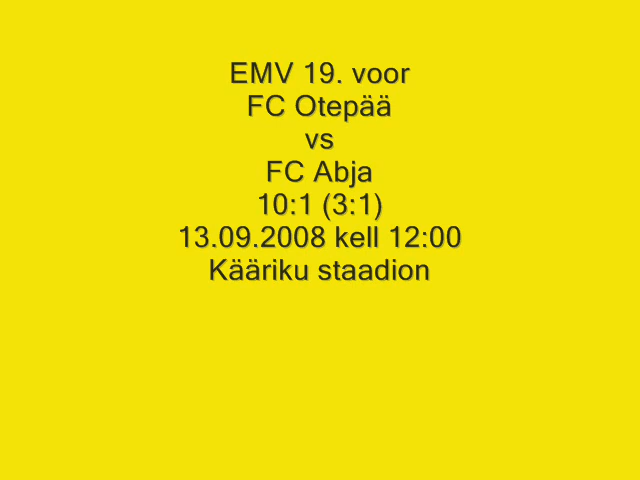 EMV 19. voor
FC Otepää
vs
FC Abja
10:1 (3:1)
13.09.2008 kell 12:00
Kääriku staadion